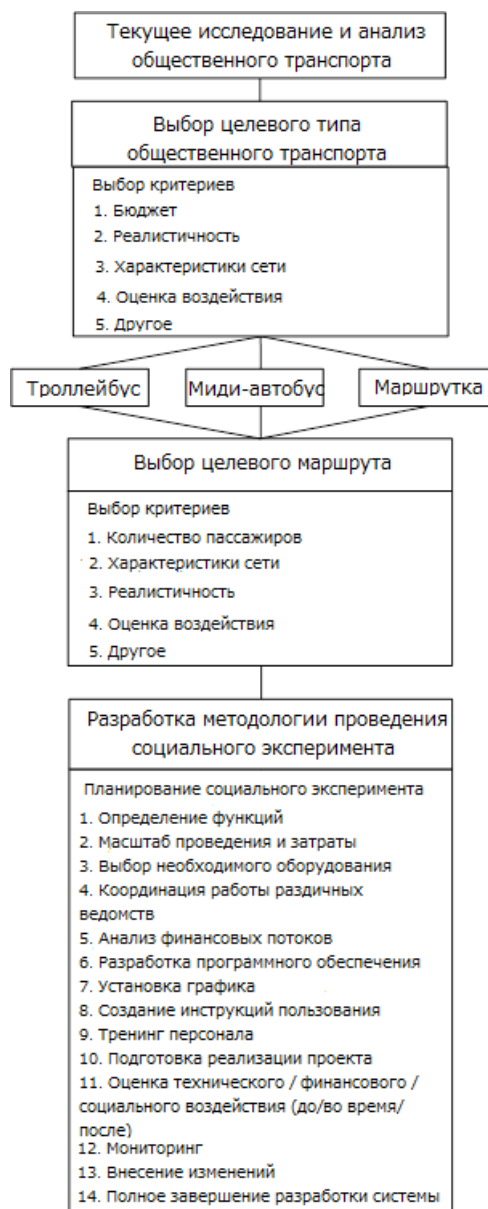 Текущее исследование и анализ
общественного транспорта
Выбор целевого типа
общественного транспорта
Выбор критериев
1. Бюджет
2. Реалистичность
3. Характеристики сети
4. Оценка воздействия
5. Другое
Троллейбус
Миди-автобус
Маршрутка
Выбор целевого маршрута
Выбор критериев
1. Количество пассажиров
2. Характеристики сети
3. Реалистичность
4. Оценка воздействия
5. Другое
Разработка методологии проведения
социального эксперимента
Планирование социального эксперимента
1. Определение функций
2. Масштаб проведения и затраты
3. Выбор необходимого оборудования
4. Координация работы раздичных
ведомств
5. Анализ финансовых потоков
6. Разработка программного обеспечения
7. Установка графика
8. Создание инструкций пользования
9. Тренинг персонала
10. Подготовка реализации проекта
11. Оценка технического / финансового /
социального воздействия (до/во время/
после)
12. Мониторинг
13. Внесение изменений
14. Полное завершение разработки системы